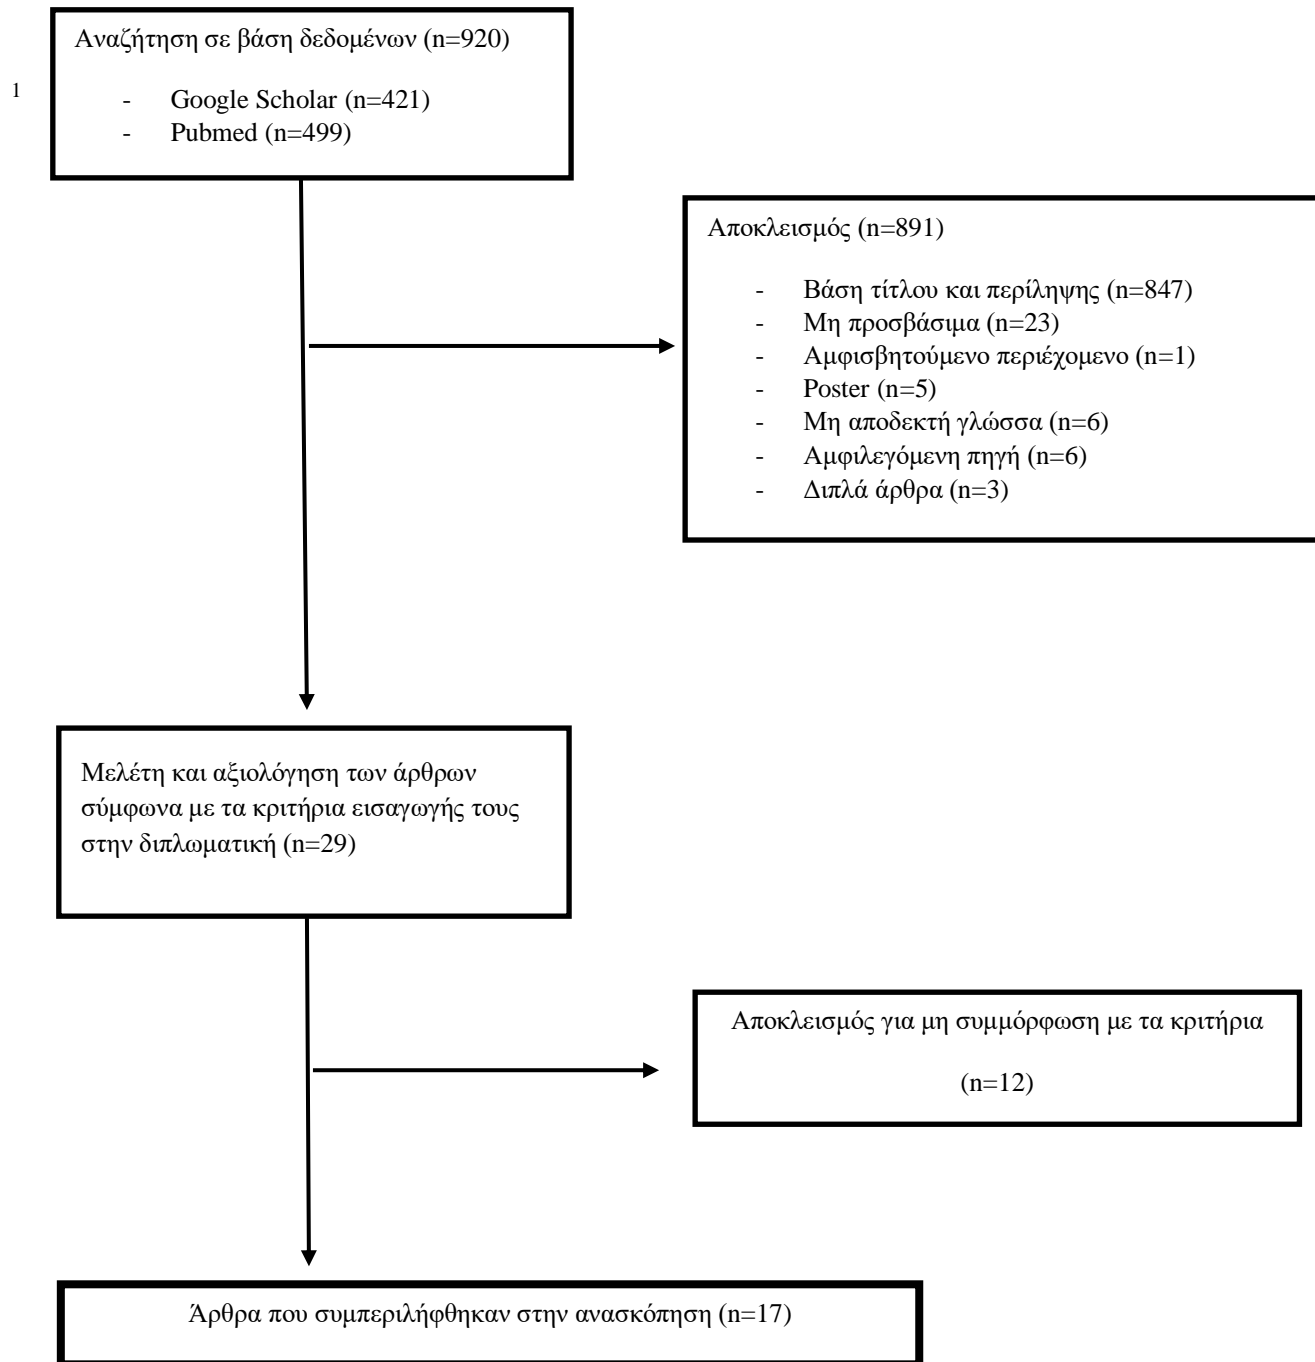 Αναζήτηση σε βάση δεδομένων (n=920)
1
- Google Scholar (n=421)
- Pubmed (n=499)
Αποκλεισμός (n=891)
- Βάση τίτλου και περίληψης (n=847)
- Μη προσβάσιμα (n=23)
- Αμφισβητούμενο περιέχομενο (n=1)
- Poster (n=5)
- Μη αποδεκτή γλώσσα (n=6)
- Αμφιλεγόμενη πηγή (n=6)
- Διπλά άρθρα (n=3)
Μελέτη και αξιολόγηση των άρθρων
σύμφωνα με τα κριτήρια εισαγωγής τους
στην διπλωματική (n=29)
Αποκλεισμός για μη συμμόρφωση με τα κριτήρια
(n=12)
Άρθρα που συμπεριλήφθηκαν στην ανασκόπηση (n=17)